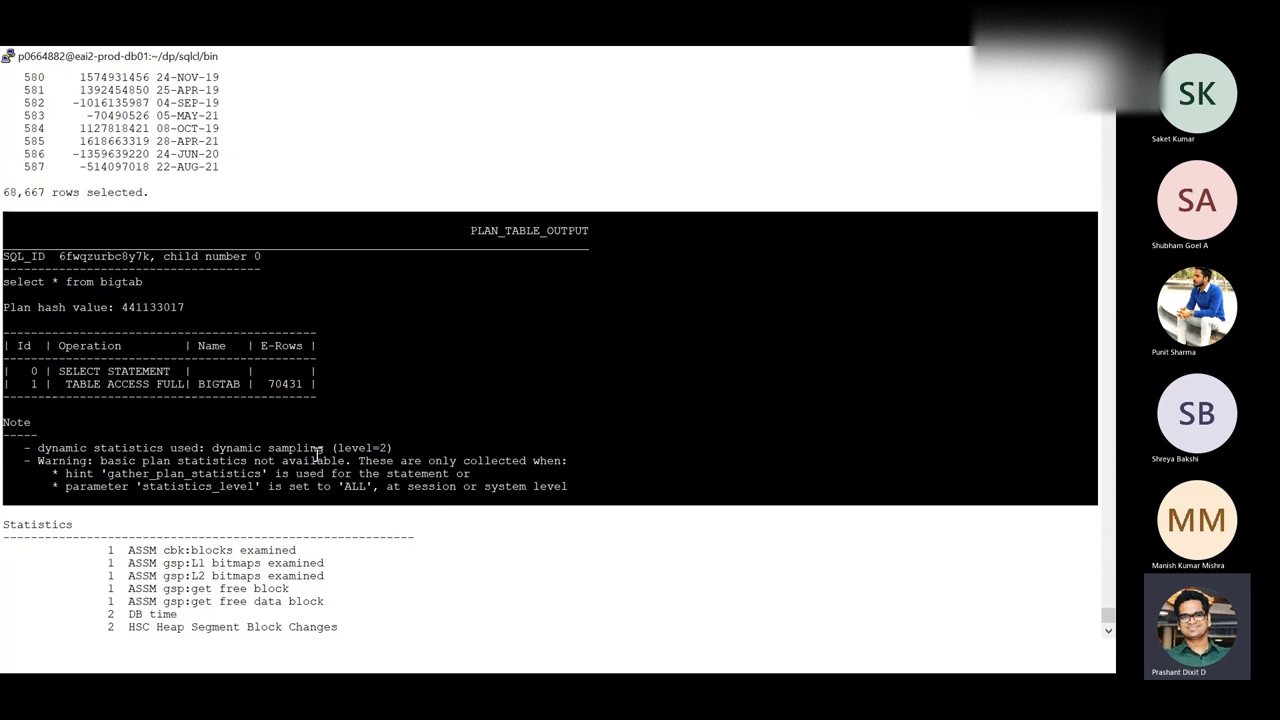 p0664882@eai2-prod-db01:~/dp/sqlcl/bin
580 1574931456 24-NOV-19
581 1392454850 25-APR-19
582 -1016135987 04-SEP-19
583 -70490526 05-MAY-21
584 1127818421 08-OCT-19
585 1618663319 28-APR-21
586 -1359639220 24-JUN-20
587 -514097018 22-AUG-21
68,667 rows selected.
PLAN_TABLE_OUTPUT
SQL_ID 6fwqzurbc8y7k, child number 0
-------------------------------------
select * from bigtab
Plan hash value: 441133017
---------------------------------------------
| Id | Operation | Name | E-Rows |
---------------------------------------------
| 0 | SELECT STATEMENT | | |
| 1 | TABLE ACCESS FULL| BIGTAB | 70431 |
---------------------------------------------
Note
-----
- dynamic statistics used: dynamic sampling (level=2)
- Warning: basic plan statistics not available. These are only collected when:
* hint 'gather_plan_statistics' is used for the statement or
* parameter 'statistics_level' is set to 'ALL', at session or system level
Statistics
-----------------------------------------------------------
1 ASSM cbk:blocks examined
1 ASSM gsp:L1 bitmaps examined
1 ASSM gsp:L2 bitmaps examined
1 ASSM gsp:get free block
1 ASSM gsp:get free data block
2 DB time
2 HSC Heap Segment Block Changes
SK
Saket Kumar
SA
Shubham Goel A
Punit Sharma
SB
Shreya Bakshi
MM
Manish Kumar Mishra
Prashant Dixit D